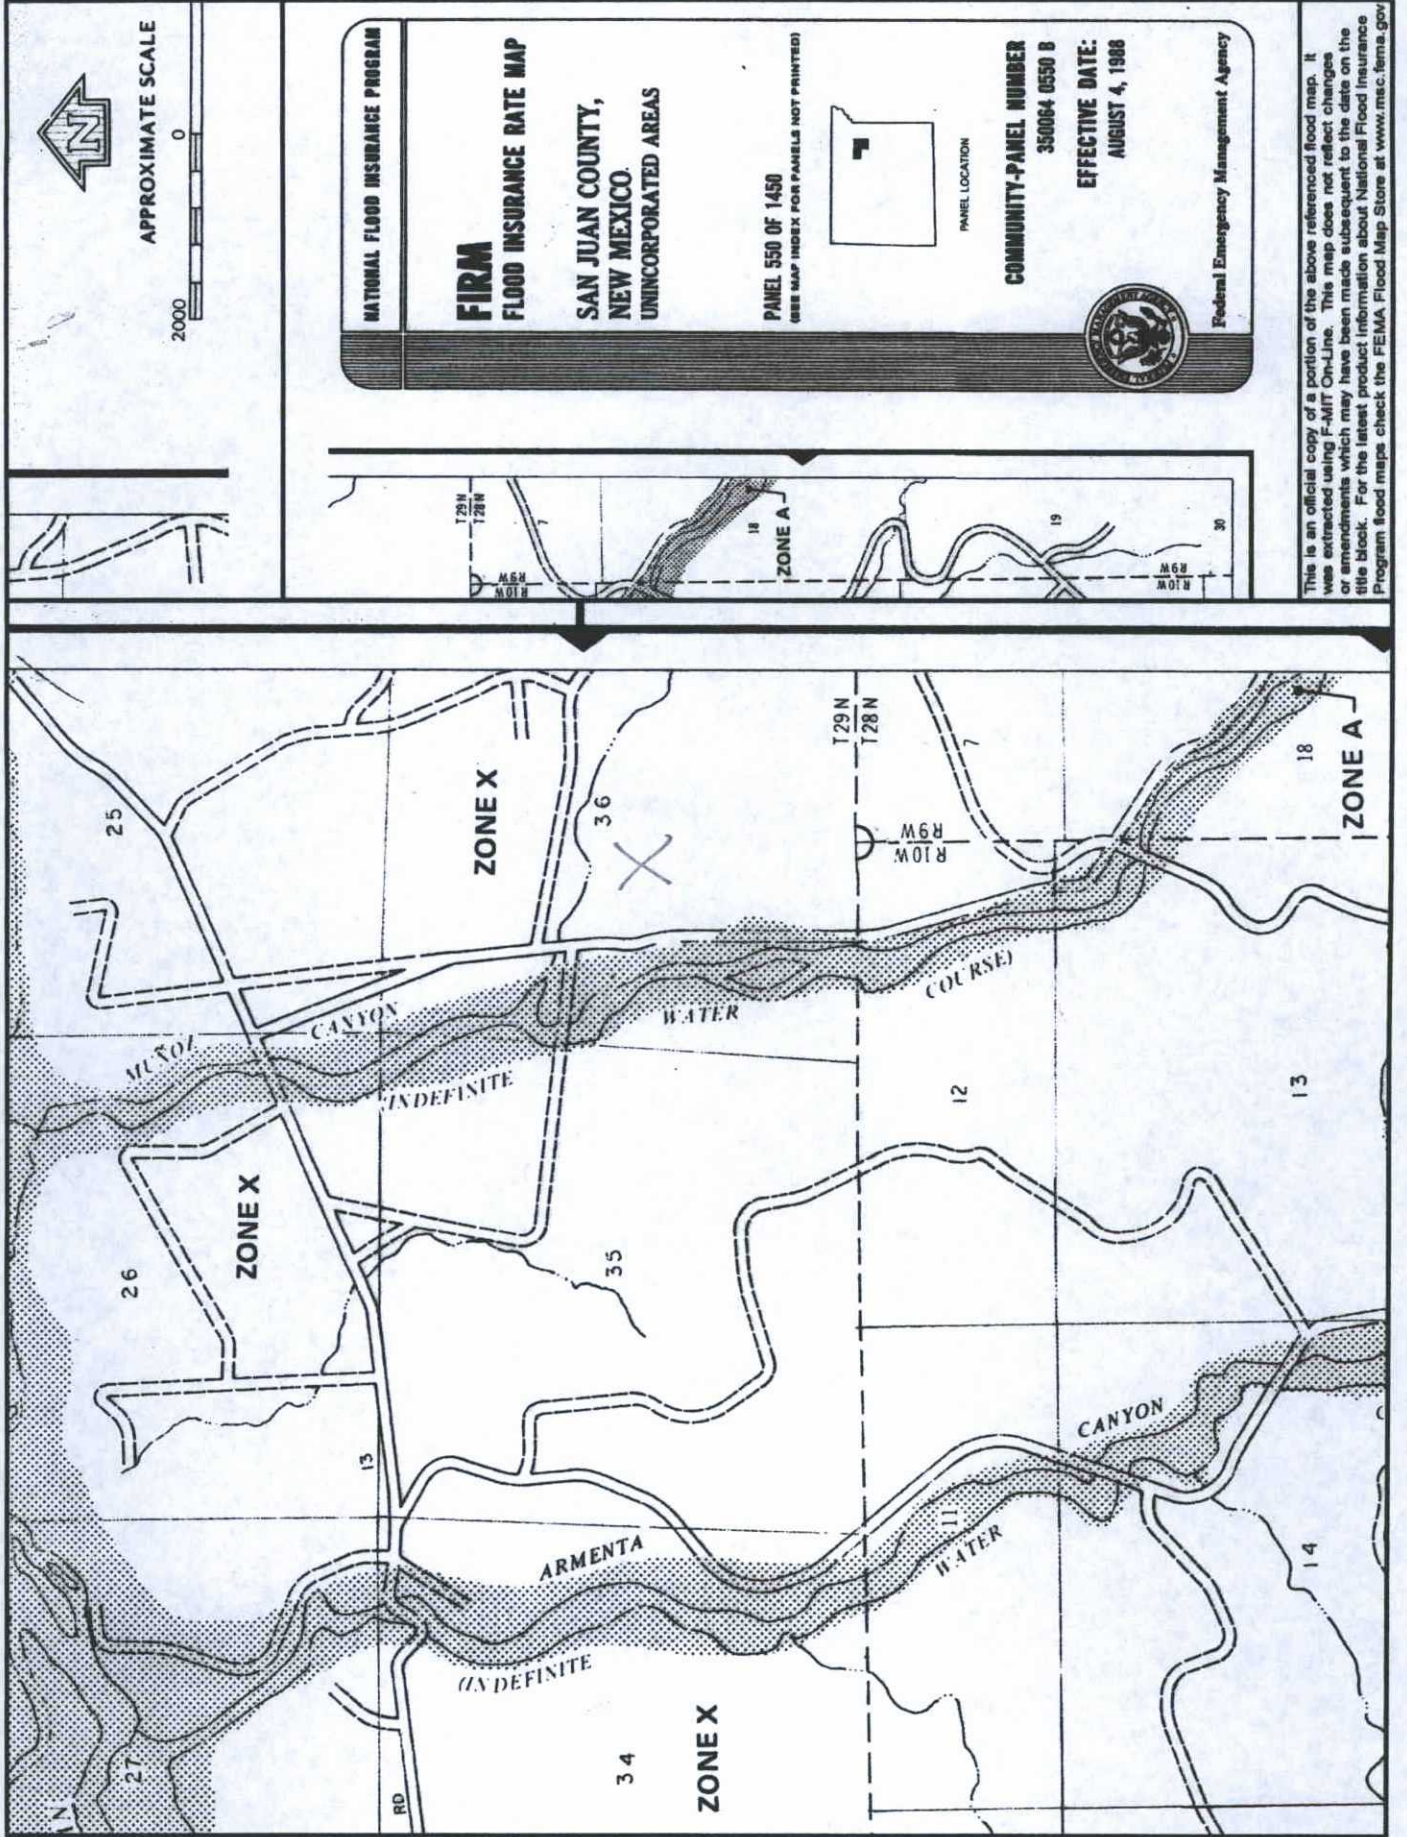 APPROXIMATE SCALE
2000 0
N
NATIONAL FLOOD INSURANCE PROGRAM
FIRM
FLOOD INSURANCE RATE MAP
SAN JUAN COUNTY,
NEW MEXICO
UNINCORPORATED AREAS
PANEL 550 OF 1450
(SEE MAP INDEX FOR PANELS NOT PRINTED)
PANEL LOCATION
COMMUNITY-PANEL NUMBER
350064 0550 B
EFFECTIVE DATE:
AUGUST 4, 1988
Federal Emergency Management Agency
This is an official copy of a portion of the above referenced flood map. It
was extracted using F-MIT On-Line. This map does not reflect changes
or amendments which may have been made subsequent to the date on the
title block. For the latest product information about National Flood Insurance
Program flood maps check the FEMA Flood Map Store at www.msc.fema.gov
T29N
T28N
R10W
R9W
7
18
ZONE A
19
R10W
R9W
30
25
ZONE X
36
X
T29 N
T28 N
R10W
R9W
7
18
ZONE A
MUÑOZ
CANYON
(INDEFINITE
WATER
COURSE)
26
ZONE X
35
12
13
13
ARMENTA
CANYON
(INDEFINITE
WATER
11
14
27
RD
34
ZONE X